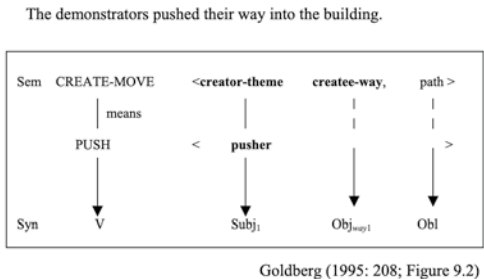 The demonstrators pushed their way into the building.
Sem CREATE-MOVE <creator-theme createe-way, path >
means
PUSH < pusher >
Syn V Subj₁ Obj_way1 Obl
Goldberg (1995: 208; Figure 9.2)